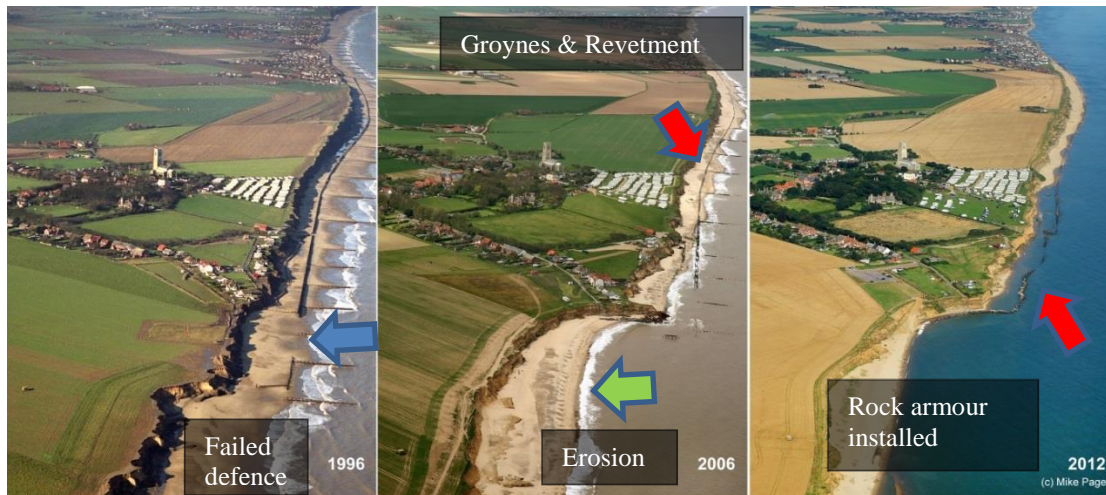 Failed
defence
1996
Groynes & Revetment
Erosion
2006
Rock armour
installed
2012
(c) Mike Page